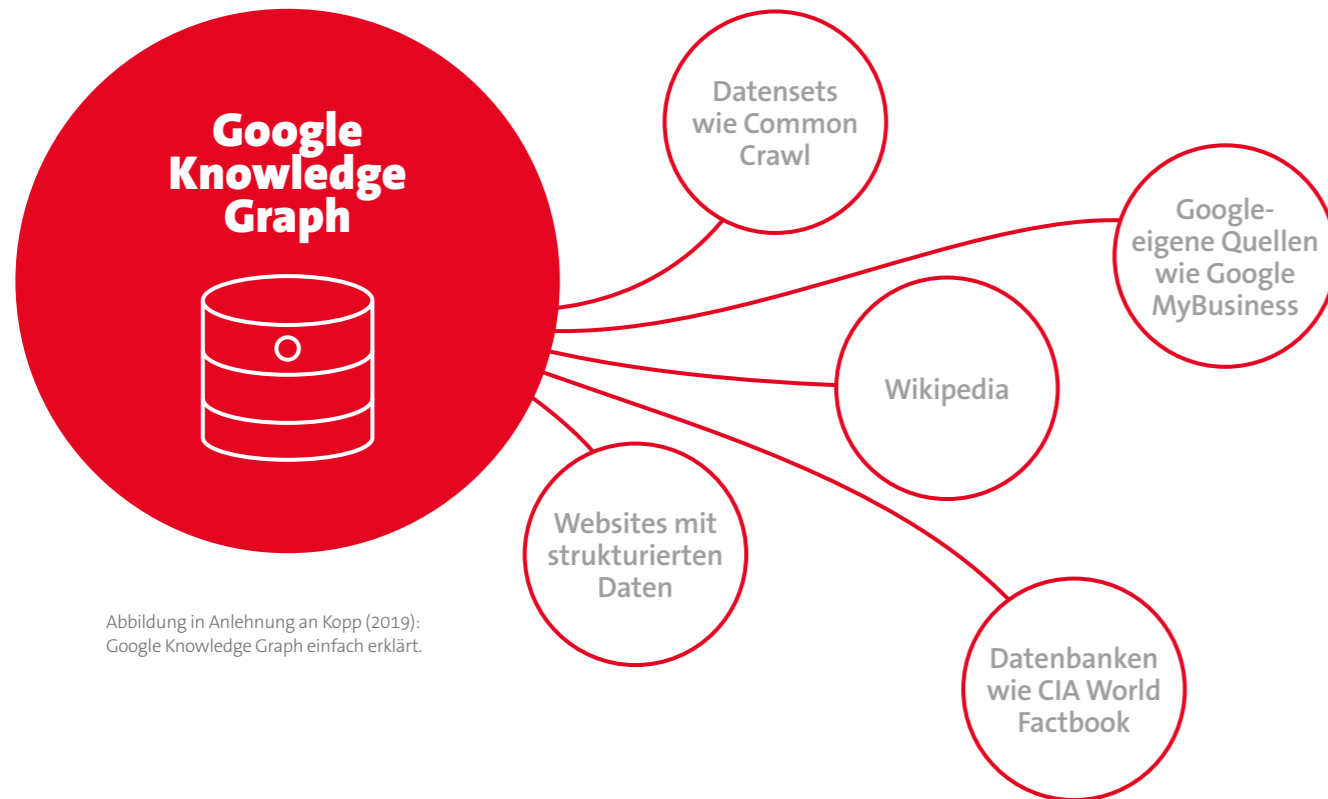 Google
Knowledge
Graph
Datensets
wie Common
Crawl
Google-
eigene Quellen
wie Google
MyBusiness
Wikipedia
Websites mit
strukturierten
Daten
Datenbanken
wie CIA World
Factbook
Abbildung in Anlehnung an Kopp (2019):
Google Knowledge Graph einfach erklärt.